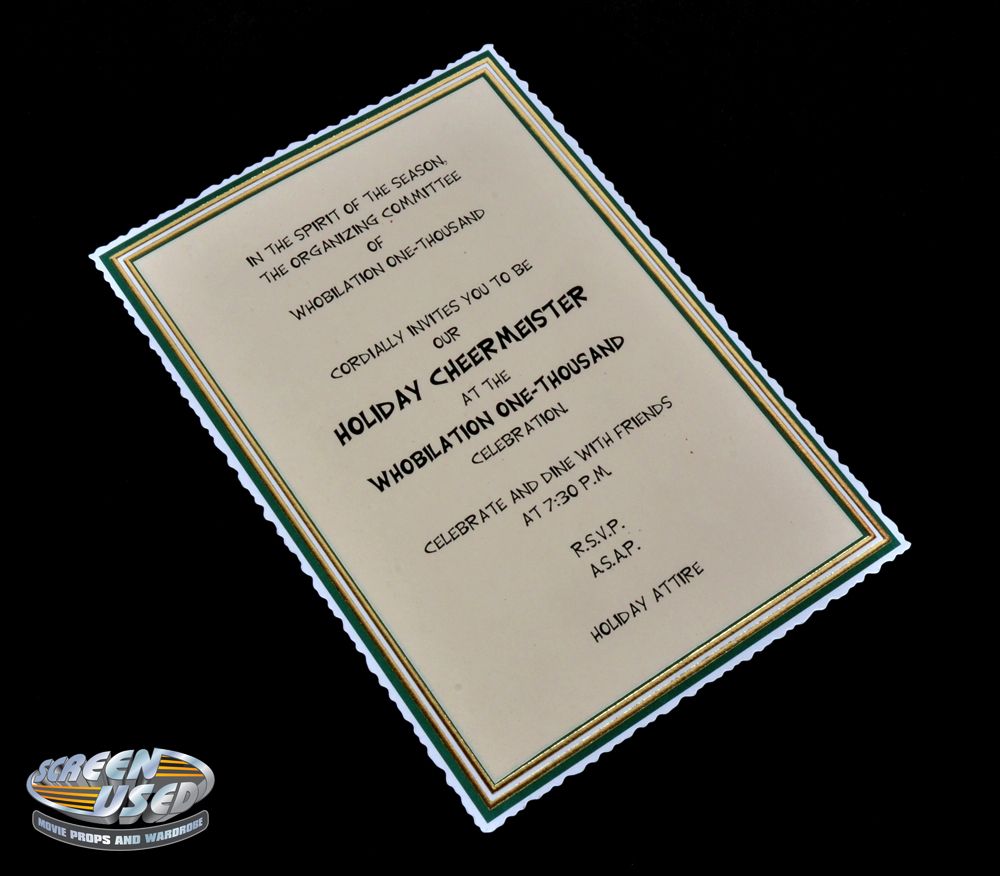 IN THE SPIRIT OF THE SEASON,
THE ORGANIZING COMMITTEE
OF
WHOBILATION ONE-THOUSAND
CORDIALLY INVITES YOU TO BE
OUR
HOLIDAY CHEERMEISTER
AT THE
WHOBILATION ONE-THOUSAND
CELEBRATION.
CELEBRATE AND DINE WITH FRIENDS
AT 7:30 P.M.
R.S.V.P.
A.S.A.P.
HOLIDAY ATTIRE
SCREEN
USED
MOVIE PROPS AND WARDROBE